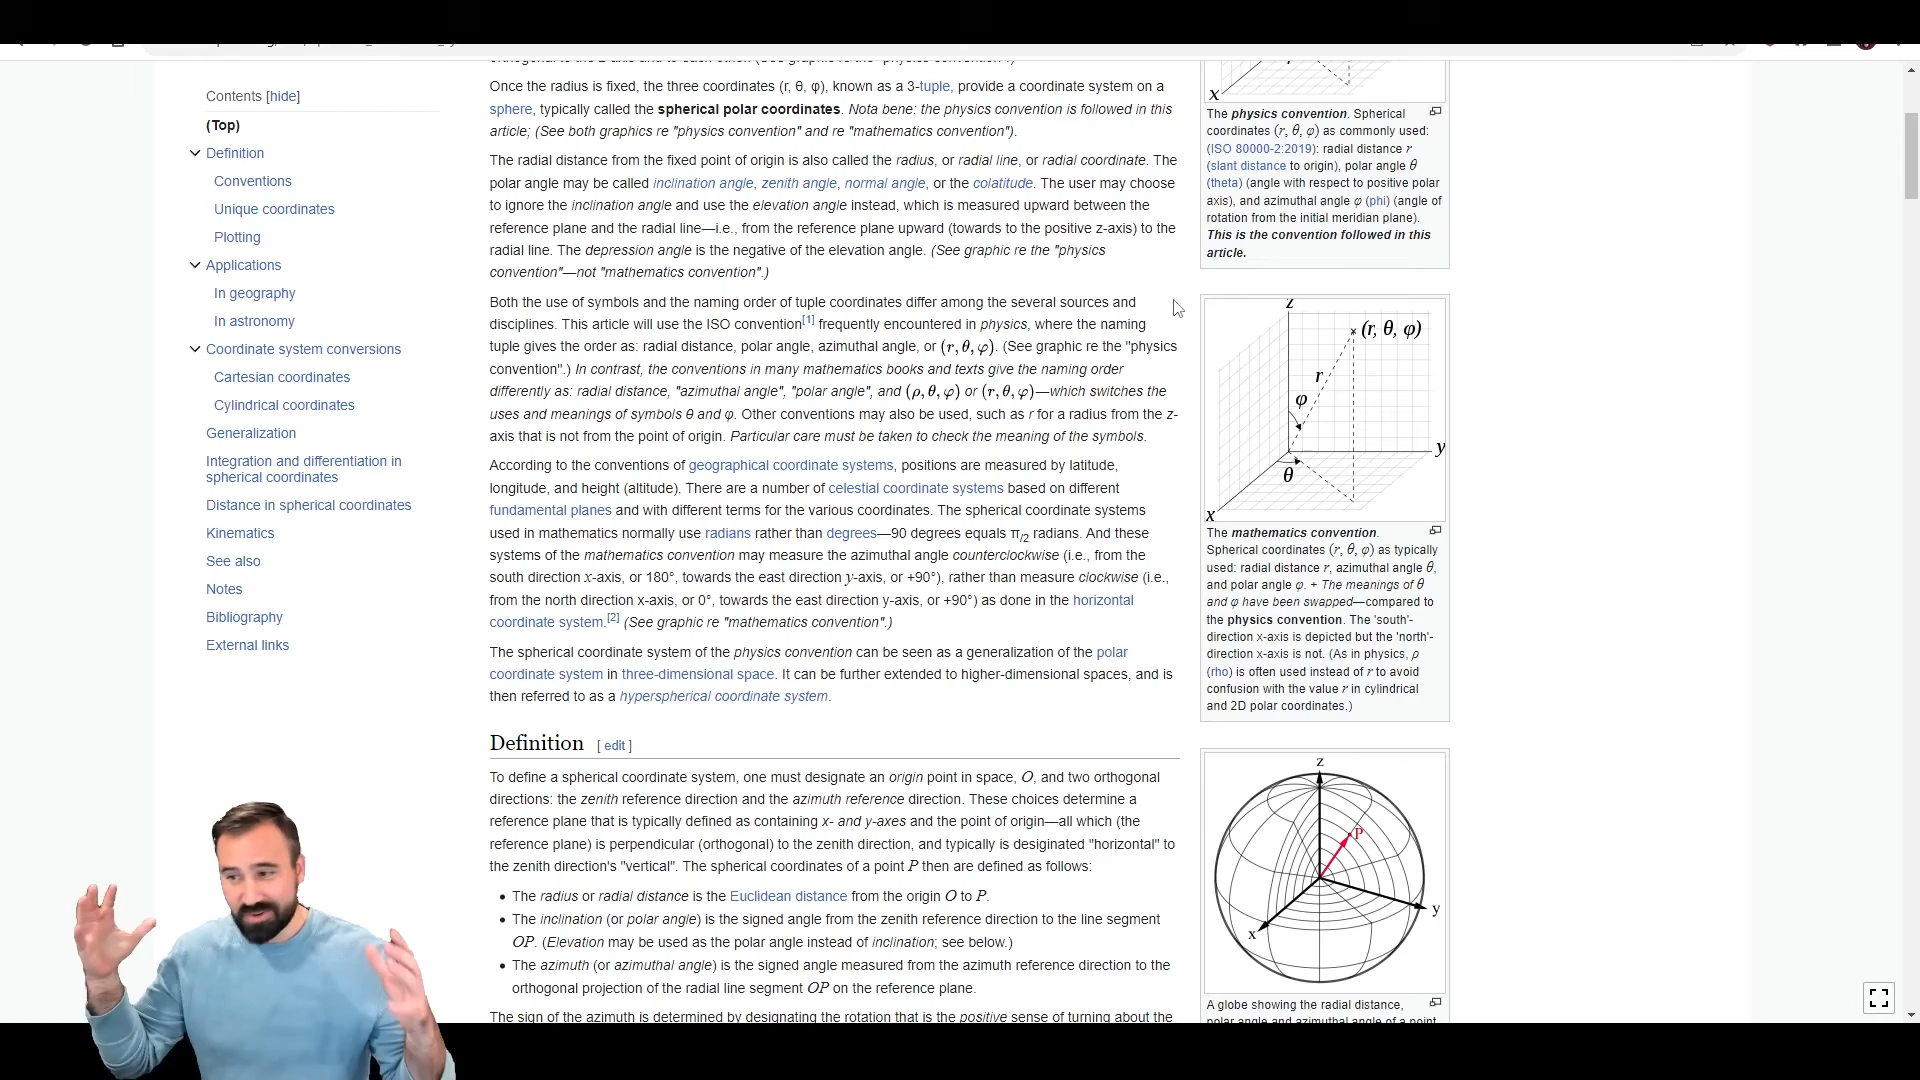 Contents [hide]
(Top)
Definition
Conventions
Unique coordinates
Plotting
Applications
In geography
In astronomy
Coordinate system conversions
Cartesian coordinates
Cylindrical coordinates
Generalization
Integration and differentiation in
spherical coordinates
Distance in spherical coordinates
Kinematics
See also
Notes
Bibliography
External links
Once the radius is fixed, the three coordinates (r, θ, φ), known as a 3-tuple, provide a coordinate system on a
sphere, typically called the spherical polar coordinates. Nota bene: the physics convention is followed in this
article; (See both graphics re "physics convention" and re "mathematics convention").
The radial distance from the fixed point of origin is also called the radius, or radial line, or radial coordinate. The
polar angle may be called inclination angle, zenith angle, normal angle, or the colatitude. The user may choose
to ignore the inclination angle and use the elevation angle instead, which is measured upward between the
reference plane and the radial line—i.e., from the reference plane upward (towards to the positive z-axis) to the
radial line. The depression angle is the negative of the elevation angle. (See graphic re the "physics
convention"—not "mathematics convention".)
Both the use of symbols and the naming order of tuple coordinates differ among the several sources and
disciplines. This article will use the ISO convention[1] frequently encountered in physics, where the naming
tuple gives the order as: radial distance, polar angle, azimuthal angle, or (r, θ, φ). (See graphic re the "physics
convention".) In contrast, the conventions in many mathematics books and texts give the naming order
differently as: radial distance, "azimuthal angle", "polar angle", and (ρ, θ, φ) or (r, θ, φ)—which switches the
uses and meanings of symbols θ and φ. Other conventions may also be used, such as r for a radius from the z-
axis that is not from the point of origin. Particular care must be taken to check the meaning of the symbols.
According to the conventions of geographical coordinate systems, positions are measured by latitude,
longitude, and height (altitude). There are a number of celestial coordinate systems based on different
fundamental planes and with different terms for the various coordinates. The spherical coordinate systems
used in mathematics normally use radians rather than degrees—90 degrees equals π/2 radians. And these
systems of the mathematics convention may measure the azimuthal angle counterclockwise (i.e., from the
south direction x-axis, or 180°, towards the east direction y-axis, or +90°), rather than measure clockwise (i.e.,
from the north direction x-axis, or 0°, towards the east direction y-axis, or +90°) as done in the horizontal
coordinate system.[2] (See graphic re "mathematics convention".)
The spherical coordinate system of the physics convention can be seen as a generalization of the polar
coordinate system in three-dimensional space. It can be further extended to higher-dimensional spaces, and is
then referred to as a hyperspherical coordinate system.
Definition [ edit ]
To define a spherical coordinate system, one must designate an origin point in space, O, and two orthogonal
directions: the zenith reference direction and the azimuth reference direction. These choices determine a
reference plane that is typically defined as containing x- and y-axes and the point of origin—all which (the
reference plane) is perpendicular (orthogonal) to the zenith direction, and typically is desiginated "horizontal" to
the zenith direction's "vertical". The spherical coordinates of a point P then are defined as follows:
• The radius or radial distance is the Euclidean distance from the origin O to P.
• The inclination (or polar angle) is the signed angle from the zenith reference direction to the line segment
OP. (Elevation may be used as the polar angle instead of inclination; see below.)
• The azimuth (or azimuthal angle) is the signed angle measured from the azimuth reference direction to the
orthogonal projection of the radial line segment OP on the reference plane.
The sign of the azimuth is determined by designating the rotation that is the positive sense of turning about the
x
The physics convention. Spherical
coordinates (r, θ, φ) as commonly used:
(ISO 80000-2:2019): radial distance r
(slant distance to origin), polar angle θ
(theta) (angle with respect to positive polar
axis), and azimuthal angle φ (phi) (angle of
rotation from the initial meridian plane).
This is the convention followed in this
article.
z
(r, θ, φ)
r
φ
y
θ
x
The mathematics convention.
Spherical coordinates (r, θ, φ) as typically
used: radial distance r, azimuthal angle θ,
and polar angle φ. + The meanings of θ
and φ have been swapped—compared to
the physics convention. The 'south'-
direction x-axis is depicted but the 'north'-
direction x-axis is not. (As in physics, ρ
(rho) is often used instead of r to avoid
confusion with the value r in cylindrical
and 2D polar coordinates.)
z
P
y
x
A globe showing the radial distance,
polar angle and azimuthal angle of a point